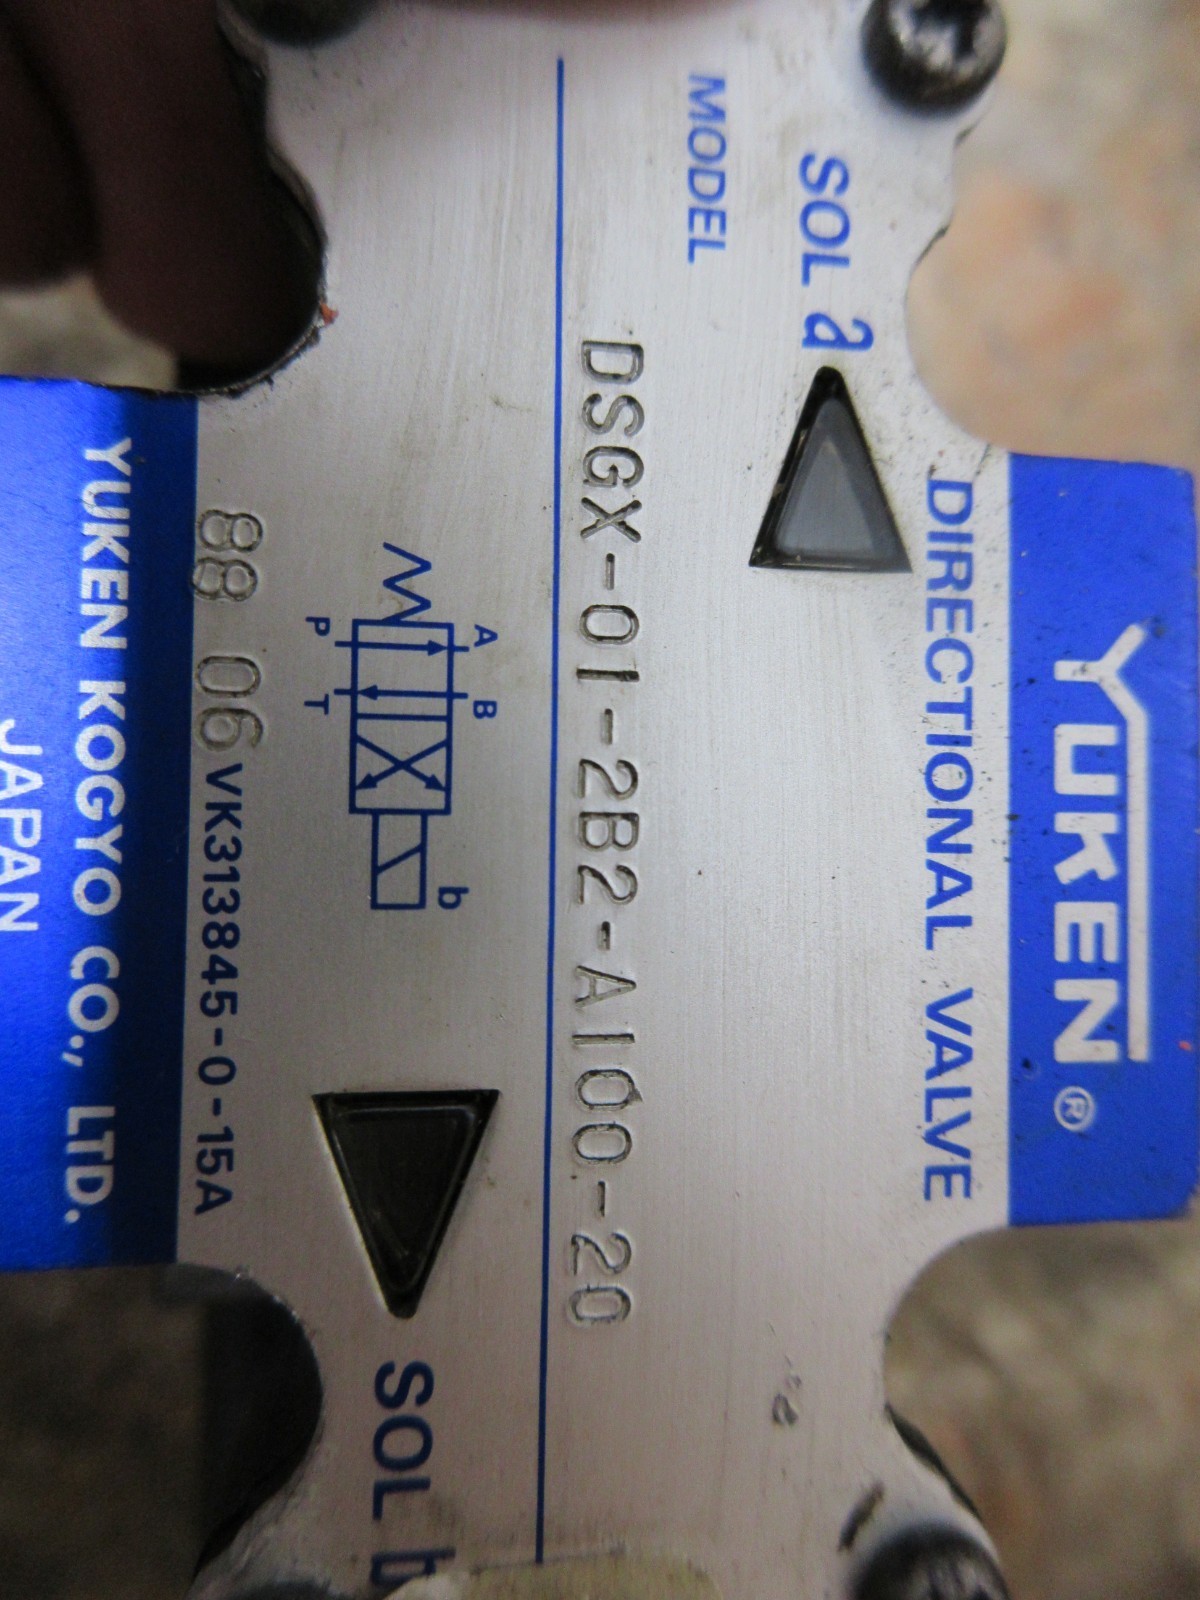 YUKEN®
DIRECTIONAL VALVE
SOL a
MODEL
DSGX-01-2B2-A100-20
A B
b
P T
SOL b
88 06 VK313845-0-15A
YUKEN KOGYO CO., LTD.
JAPAN